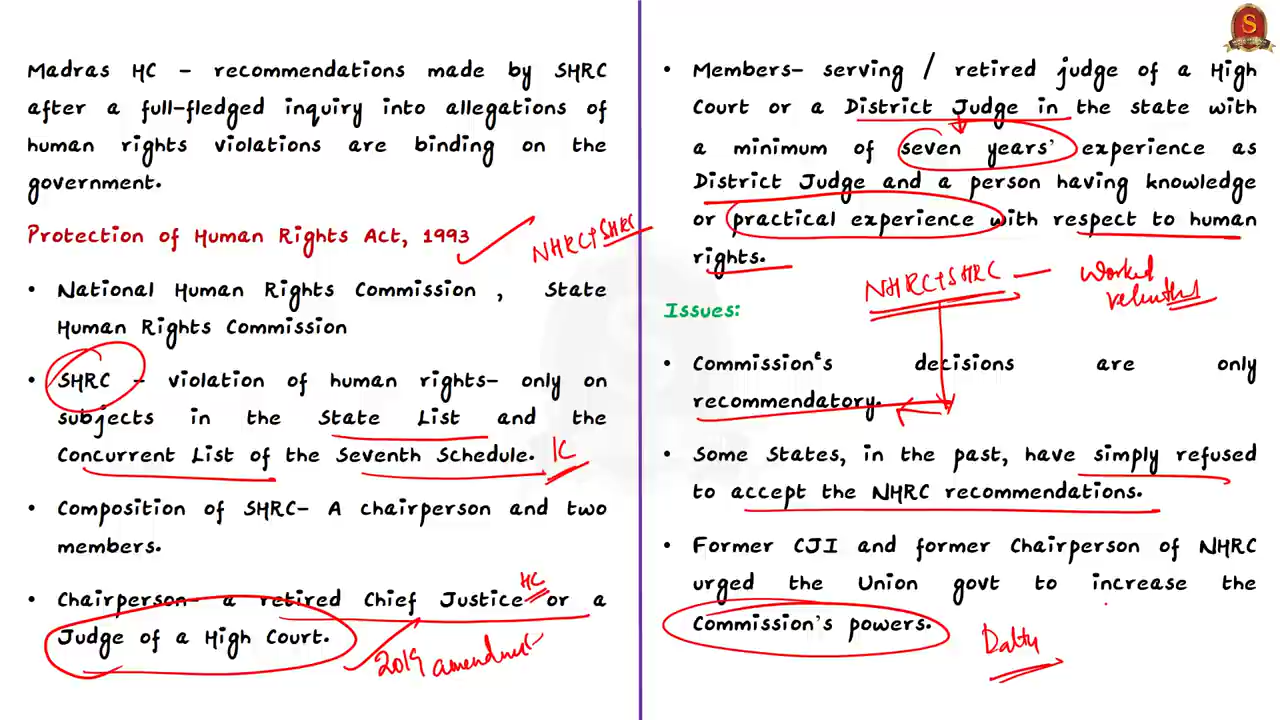 Madras HC - recommendations made by SHRC
after a full-fledged inquiry into allegations of
human rights violations are binding on the
government.
Protection of Human Rights Act, 1993
NHRC+SHRC
• National Human Rights Commission , State
Human Rights Commission
• SHRC - violation of human rights- only on
subjects in the State List and the
Concurrent List of the Seventh Schedule.
• Composition of SHRC- A chairperson and two
members.
HC
• Chairperson- a retired Chief Justice or a
Judge of a High Court.
2019 amendment
S
• Members- serving / retired judge of a High
Court or a District Judge in the state with
a minimum of seven years' experience as
District Judge and a person having knowledge
or practical experience with respect to human
rights.
NHRC+SHRC
Worked
Issues:
• Commission's decisions are only
recommendatory.
• Some States, in the past, have simply refused
to accept the NHRC recommendations.
• Former CJI and former Chairperson of NHRC
urged the Union govt to increase the
Commission's powers.